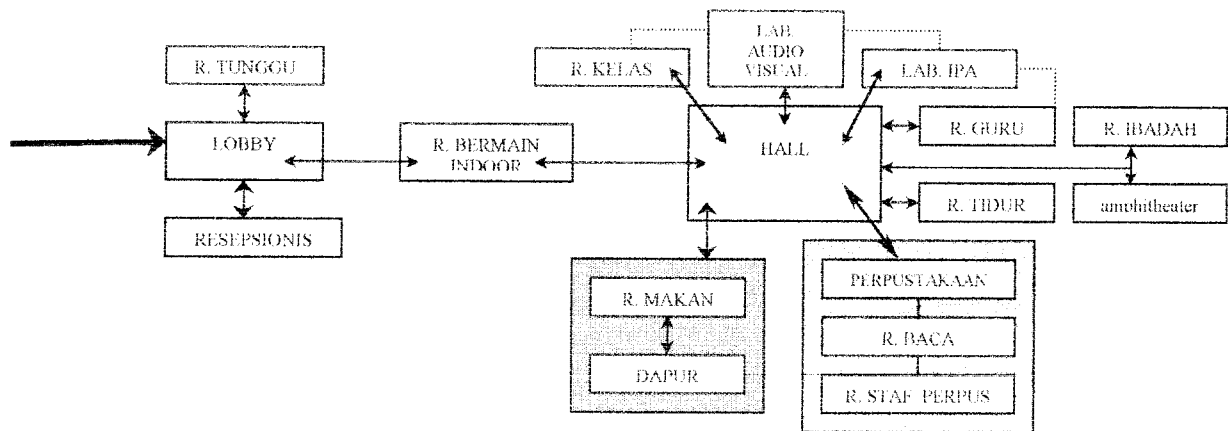 R. TUNGGU
LOBBY
RESEPSIONIS
R. BERMAIN
INDOOR
R. KELAS
LAB.
AUDIO
VISUAL
LAB. IPA
HALL
R. GURU
R. IBADAH
R. TIDUR
amphitheater
R. MAKAN
DAPUR
PERPUSTAKAAN
R. BACA
R. STAF PERPUS